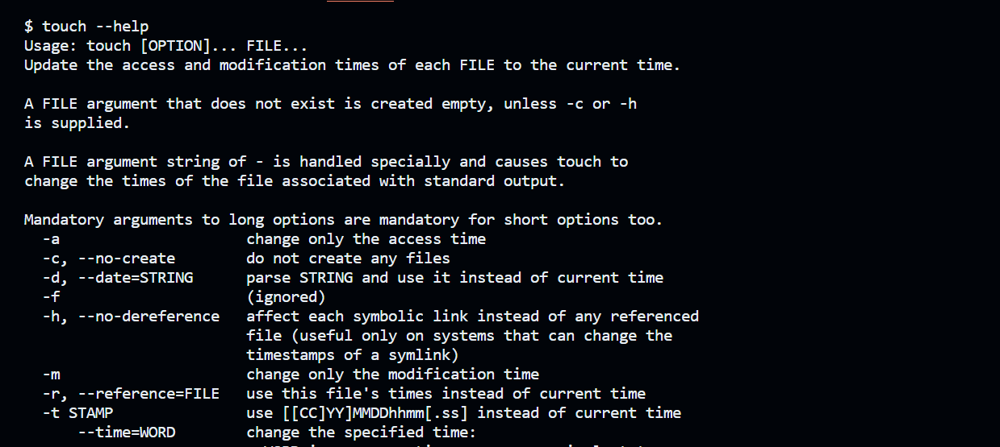 $ touch --help
Usage: touch [OPTION]... FILE...
Update the access and modification times of each FILE to the current time.
A FILE argument that does not exist is created empty, unless -c or -h
is supplied.
A FILE argument string of - is handled specially and causes touch to
change the times of the file associated with standard output.
Mandatory arguments to long options are mandatory for short options too.
-a change only the access time
-c, --no-create do not create any files
-d, --date=STRING parse STRING and use it instead of current time
-f (ignored)
-h, --no-dereference affect each symbolic link instead of any referenced
file (useful only on systems that can change the
timestamps of a symlink)
-m change only the modification time
-r, --reference=FILE use this file's times instead of current time
-t STAMP use [[CC]YY]MMDDhhmm[.ss] instead of current time
--time=WORD change the specified time: